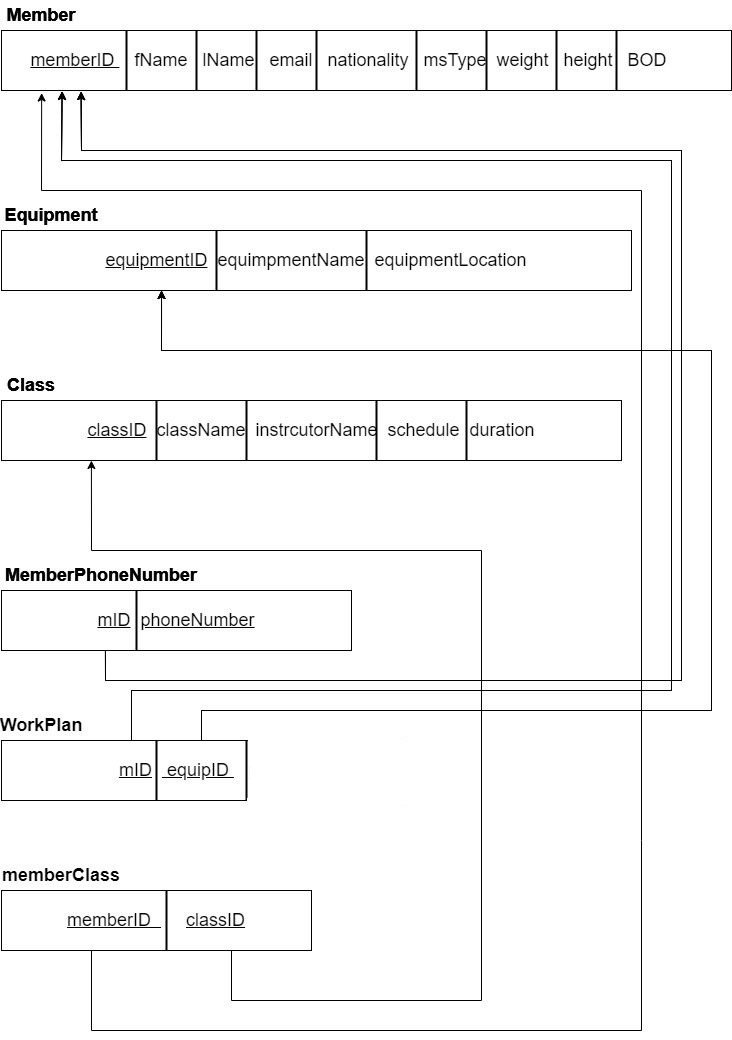 Member
memberID fName lName email nationality msType weight height BOD
Equipment
equipmentID equimpmentName equipmentLocation
Class
classID className instrcutorName schedule duration
MemberPhoneNumber
mID phoneNumber
WorkPlan
mID equipID
memberClass
memberID classID